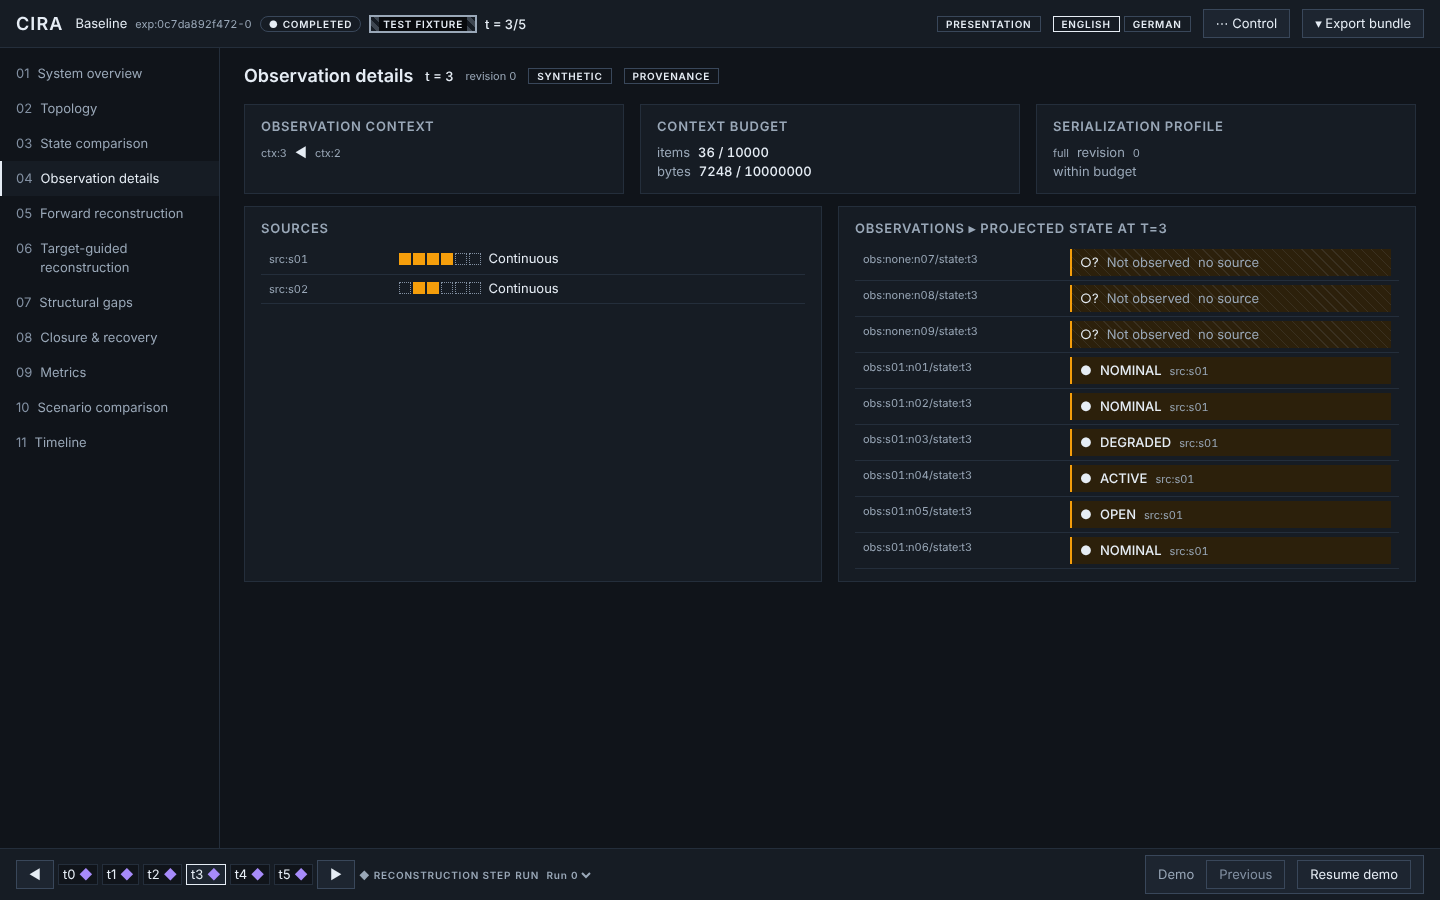 CIRA Baseline exp:0c7da892f472-0 COMPLETED TEST FIXTURE t = 3/5 PRESENTATION ENGLISH GERMAN ··· Control ▾ Export bundle
01 System overview
02 Topology
03 State comparison
04 Observation details
05 Forward reconstruction
06 Target-guided
reconstruction
07 Structural gaps
08 Closure & recovery
09 Metrics
10 Scenario comparison
11 Timeline
Observation details t = 3 revision 0 SYNTHETIC PROVENANCE
OBSERVATION CONTEXT
ctx:3 ◀ ctx:2
CONTEXT BUDGET
items 36 / 10000
bytes 7248 / 10000000
SERIALIZATION PROFILE
full revision 0
within budget
SOURCES
src:s01 Continuous
src:s02 Continuous
OBSERVATIONS ▸ PROJECTED STATE AT T=3
obs:none:n07/state:t3 ○? Not observed no source
obs:none:n08/state:t3 ○? Not observed no source
obs:none:n09/state:t3 ○? Not observed no source
obs:s01:n01/state:t3 ● NOMINAL src:s01
obs:s01:n02/state:t3 ● NOMINAL src:s01
obs:s01:n03/state:t3 ● DEGRADED src:s01
obs:s01:n04/state:t3 ● ACTIVE src:s01
obs:s01:n05/state:t3 ● OPEN src:s01
obs:s01:n06/state:t3 ● NOMINAL src:s01
◀ t0 ◆ t1 ◆ t2 ◆ t3 ◆ t4 ◆ t5 ◆ ▶ ◆ RECONSTRUCTION STEP RUN Run 0 Demo Previous Resume demo